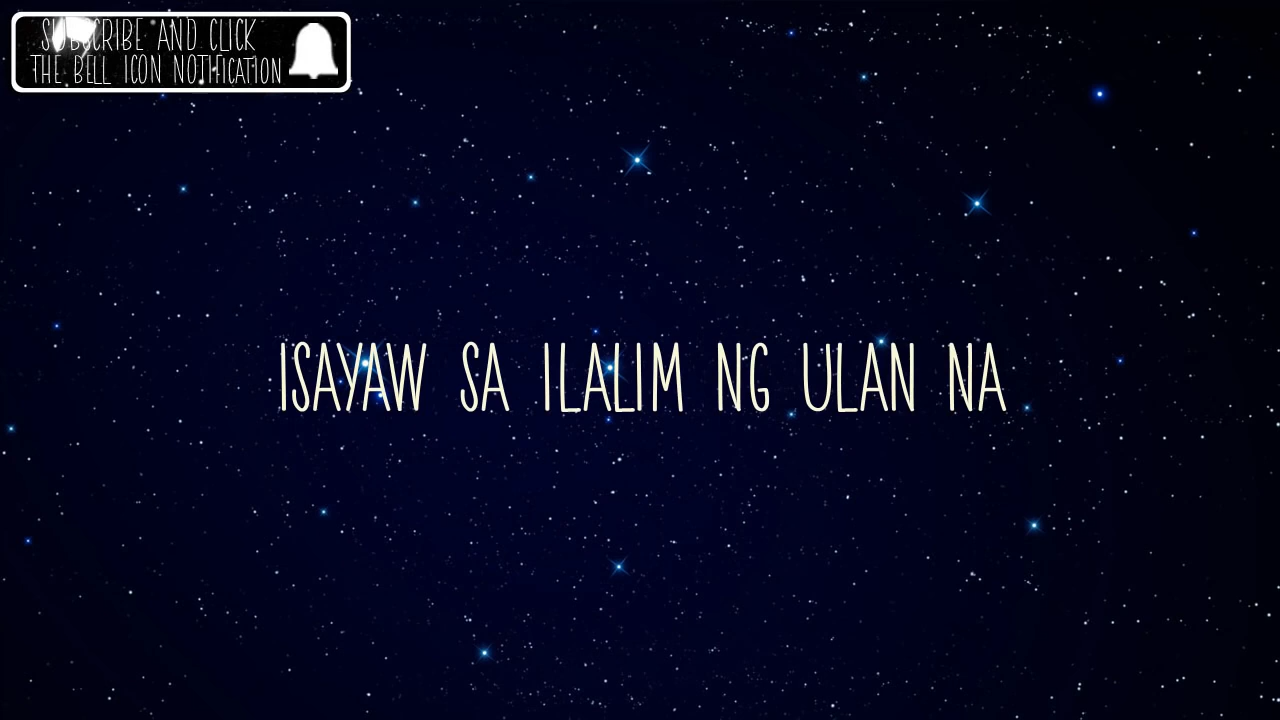 SUBSCRIBE AND CLICK
THE BELL ICON NOTIFICATION
ISAYAW SA ILALIM NG ULAN NA